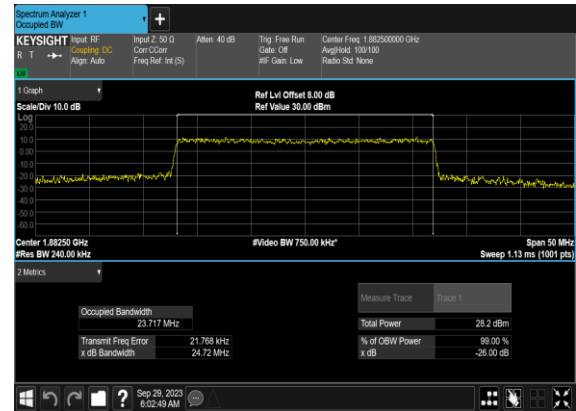 Spectrum Analyzer 1
Occupied BW
+
KEYSIGHT Input: RF Input Z: 50 Ω Atten: 40 dB Trig: Free Run Center Freq: 1.882500000 GHz
R T Coupling: DC Corr CCorr Gate: Off Avg|Hold: 100/100
Align: Auto Freq Ref: Int (S) #IF Gain: Low Radio Std: None
1 Graph
Scale/Div 10.0 dB Ref Lvl Offset 8.00 dB
Ref Value 30.00 dBm
Log
20.0
10.0
0.00
-10.0
-20.0
-30.0
-40.0
-50.0
-60.0
Center 1.88250 GHz #Video BW 750.00 kHz* Span 50 MHz
#Res BW 240.00 kHz Sweep 1.13 ms (1001 pts)
2 Metrics
Measure Trace Trace 1
Occupied Bandwidth
23.717 MHz Total Power 28.2 dBm
Transmit Freq Error 21.768 kHz % of OBW Power 99.00 %
x dB Bandwidth 24.72 MHz x dB -26.00 dB
? Sep 29, 2023
6:02:49 AM